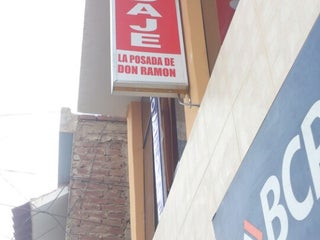 AJE
LA POSADA DE
DON RAMON
BCP